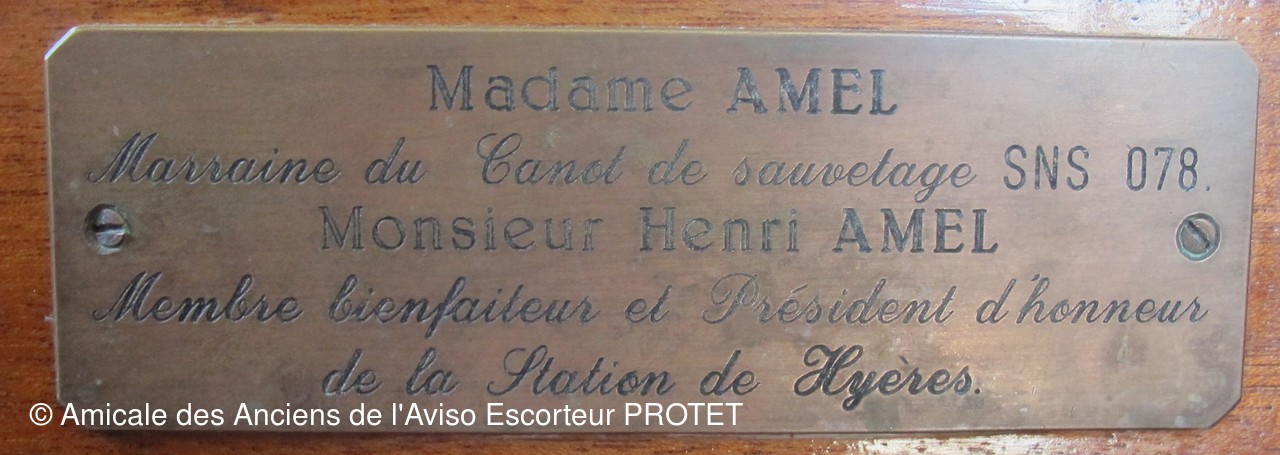 Madame AMEL
Marraine du Canot de sauvetage SNS 078.
Monsieur Henri AMEL
Membre bienfaiteur et Président d'honneur
de la Station de Hyères.
© Amicale des Anciens de l'Aviso Escorteur PROTET